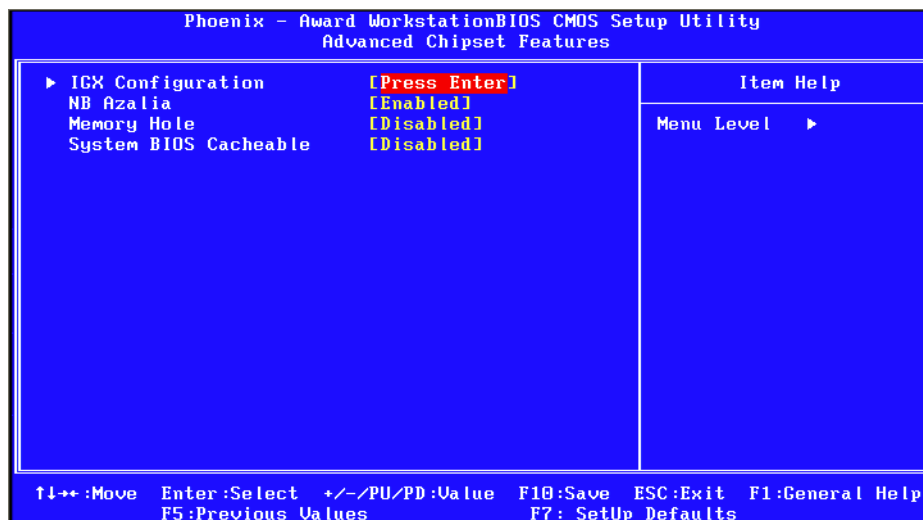 Phoenix - Award WorkstationBIOS CMOS Setup Utility
Advanced Chipset Features
▶ IGX Configuration [Press Enter]
NB Azalia [Enabled]
Memory Hole [Disabled]
System BIOS Cacheable [Disabled]
Item Help
Menu Level ▶
↑↓→←:Move Enter:Select +/-/PU/PD:Value F10:Save ESC:Exit F1:General Help
F5:Previous Values F7: SetUp Defaults